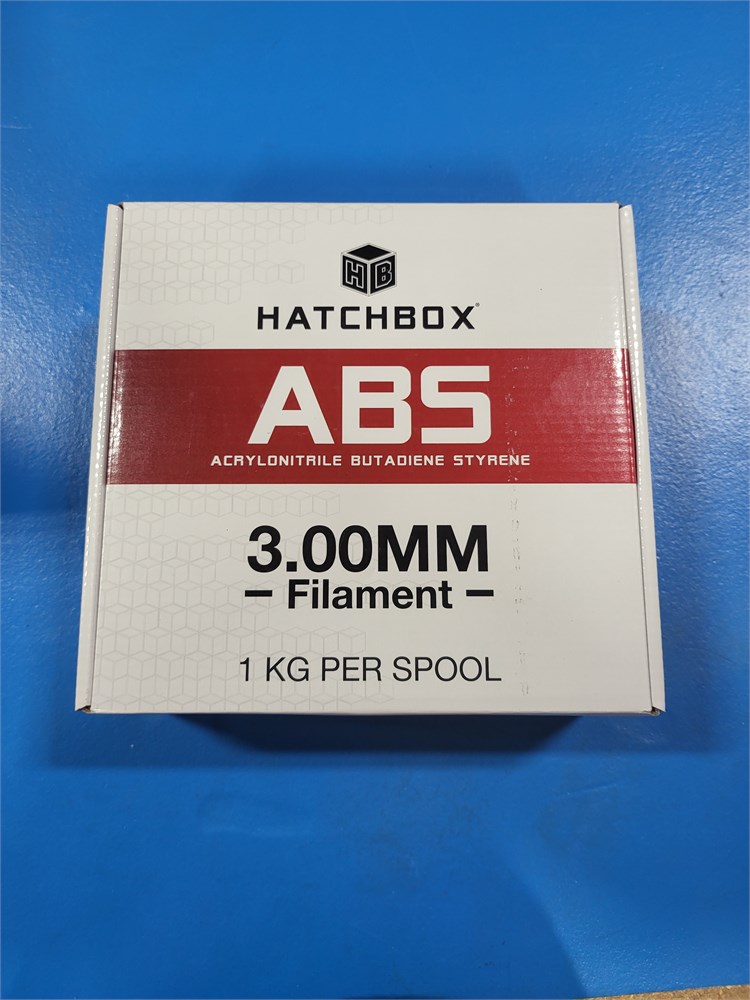 HB
HATCHBOX®
ABS
ACRYLONITRILE BUTADIENE STYRENE
3.00MM
– Filament –
1 KG PER SPOOL